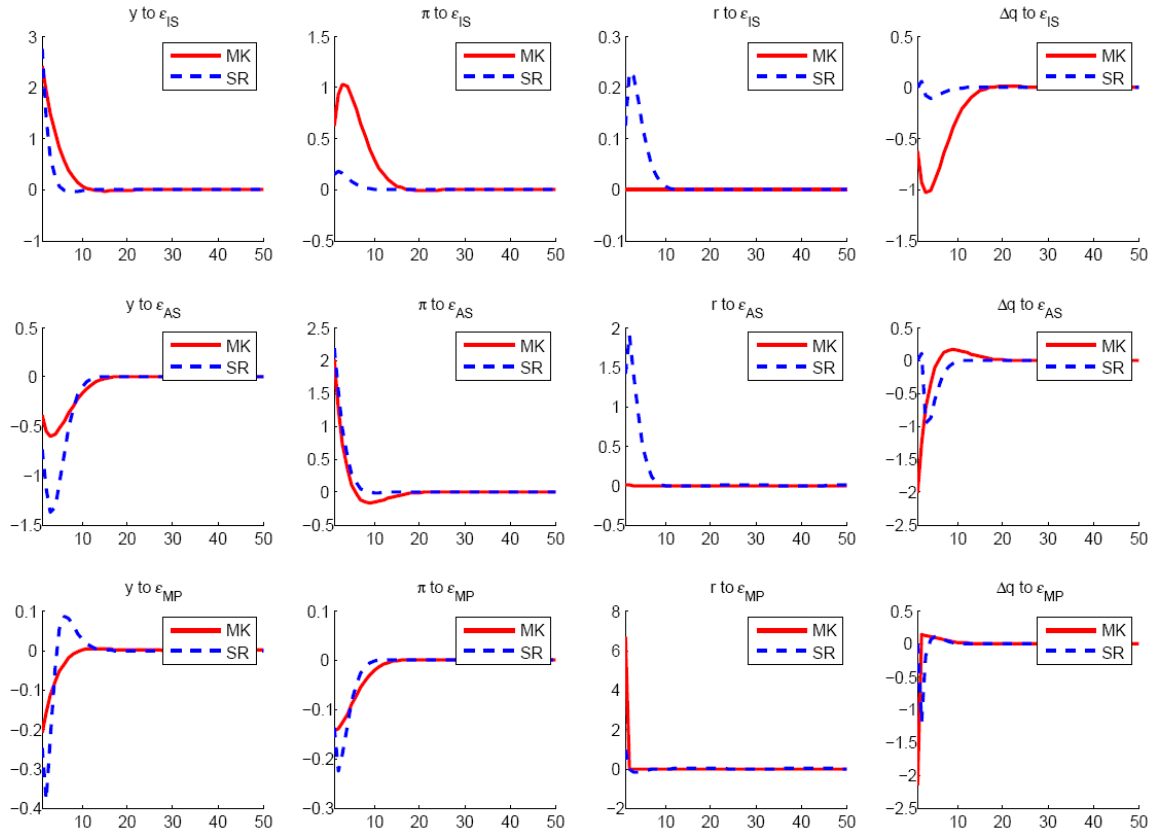 y to ε_IS
3
2
1
0
−1
10 20 30 40 50
MK
SR
π to ε_IS
1.5
1
0.5
0
−0.5
10 20 30 40 50
MK
SR
r to ε_IS
0.3
0.2
0.1
0
−0.1
10 20 30 40 50
MK
SR
Δq to ε_IS
0.5
0
−0.5
−1
−1.5
10 20 30 40 50
MK
SR
y to ε_AS
0.5
0
−0.5
−1
−1.5
10 20 30 40 50
MK
SR
π to ε_AS
2.5
2
1.5
1
0.5
0
−0.5
10 20 30 40 50
MK
SR
r to ε_AS
2
1.5
1
0.5
0
−0.5
10 20 30 40 50
MK
SR
Δq to ε_AS
0.5
0
−0.5
−1
−1.5
−2
−2.5
10 20 30 40 50
MK
SR
y to ε_MP
0.1
0
−0.1
−0.2
−0.3
−0.4
10 20 30 40 50
MK
SR
π to ε_MP
0.1
0
−0.1
−0.2
−0.3
10 20 30 40 50
MK
SR
r to ε_MP
8
6
4
2
0
−2
10 20 30 40 50
MK
SR
Δq to ε_MP
0.5
0
−0.5
−1
−1.5
−2
−2.5
10 20 30 40 50
MK
SR